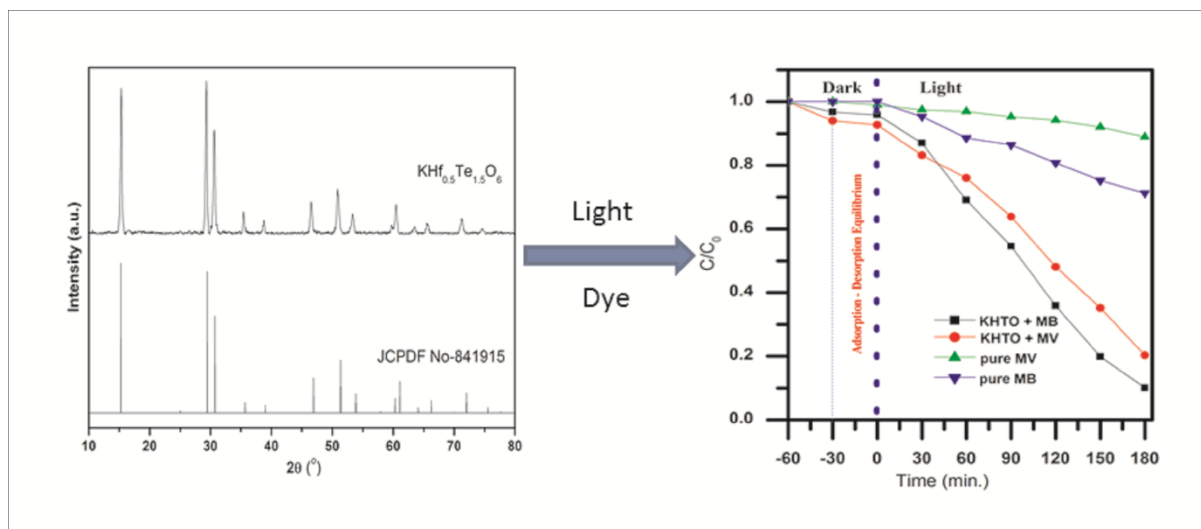 Intensity (a.u.)
KHf0.5Te1.5O6
JCPDF No-841915
10 20 30 40 50 60 70 80
2θ (°)
Light
Dye
C/C0
1.0
0.8
0.6
0.4
0.2
0.0
Dark Light
Adsorption - Desorption Equilibrium
KHTO + MB
KHTO + MV
pure MV
pure MB
-60 -30 0 30 60 90 120 150 180
Time (min.)